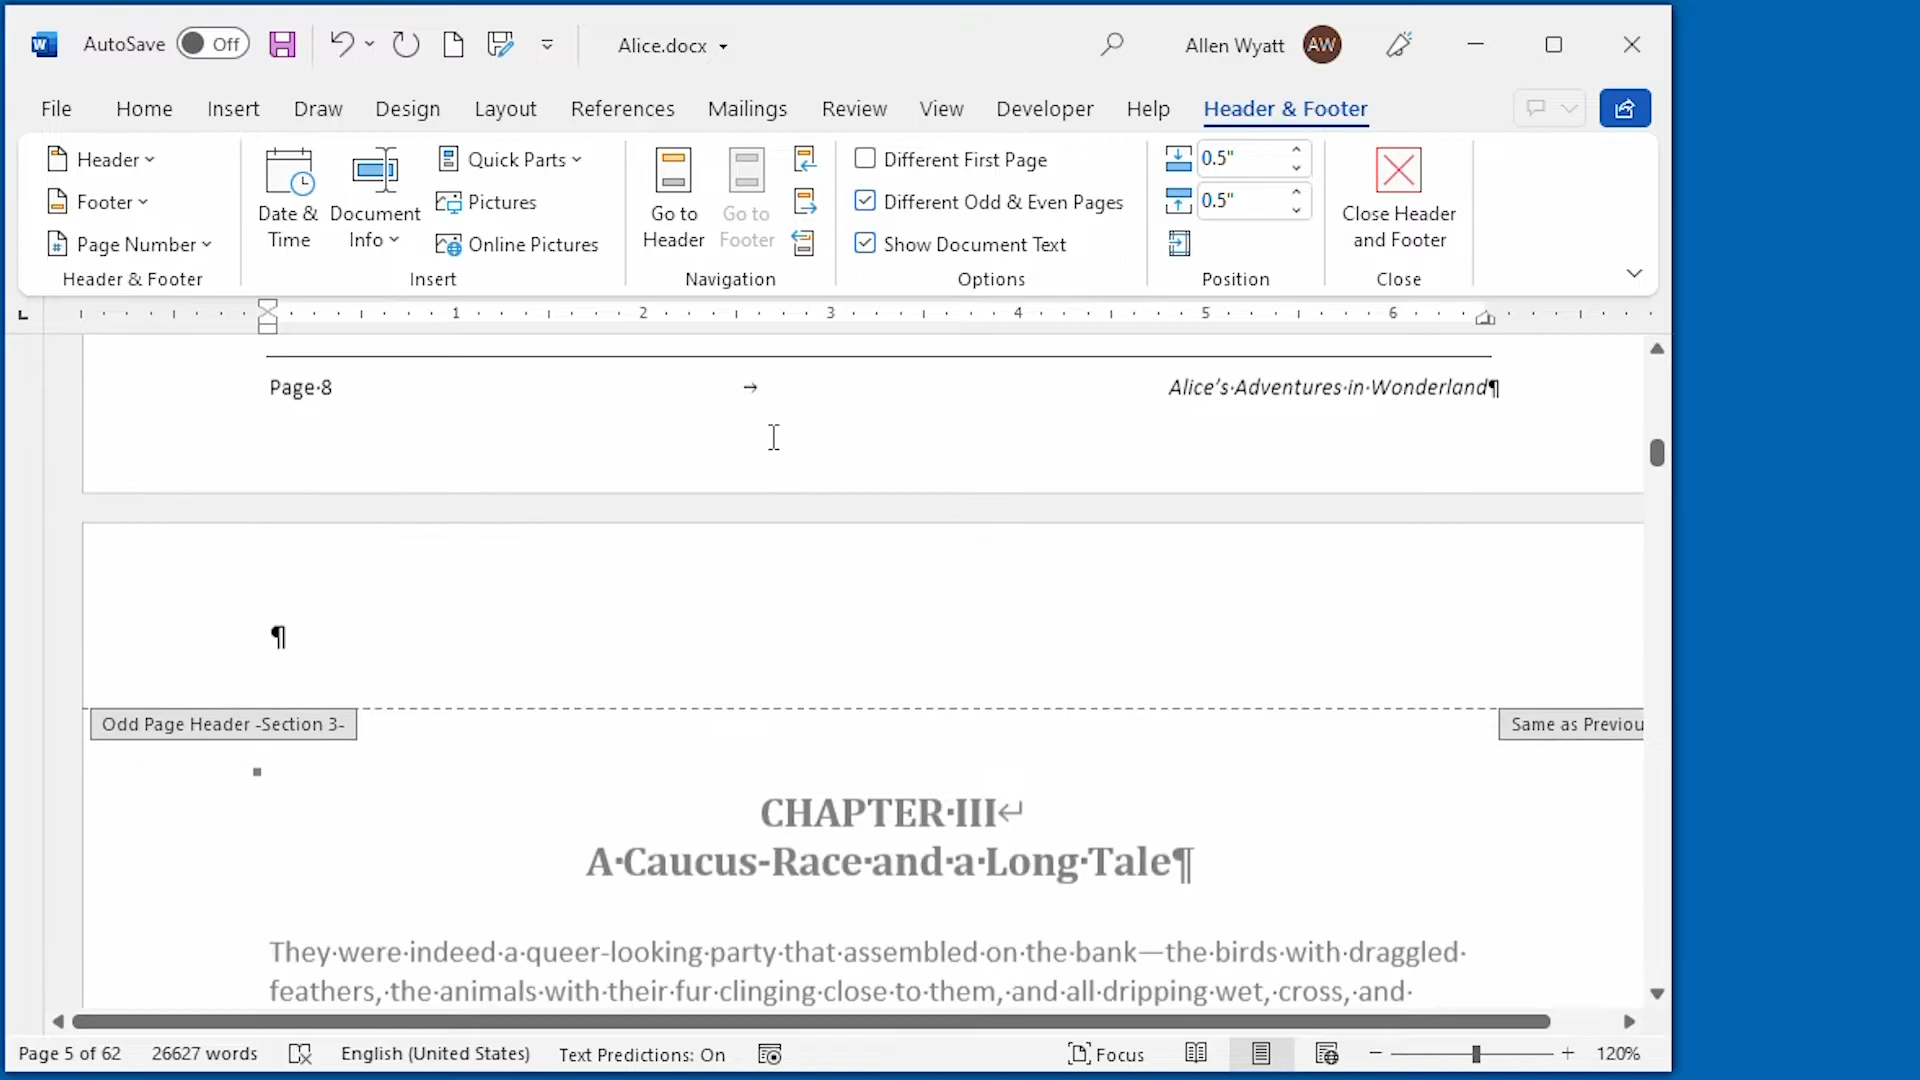 AutoSave Off Alice.docx Allen Wyatt AW
File Home Insert Draw Design Layout References Mailings Review View Developer Help Header & Footer
Header
Footer
Page Number
Header & Footer
Date & Time
Document Info
Quick Parts
Pictures
Online Pictures
Insert
Go to Header
Go to Footer
Navigation
Different First Page
Different Odd & Even Pages
Show Document Text
Options
0.5"
0.5"
Position
Close Header and Footer
Close
1 2 3 4 5 6
Page·8 → Alice's·Adventures·in·Wonderland¶
¶
Odd Page Header -Section 3- Same as Previou
CHAPTER·III↵
A·Caucus-Race·and·a·Long·Tale¶
They·were·indeed·a·queer-looking·party·that·assembled·on·the·bank—the·birds·with·draggled·
feathers,·the·animals·with·their·fur·clinging·close·to·them,·and·all·dripping·wet,·cross,·and·
Page 5 of 62 26627 words English (United States) Text Predictions: On Focus 120%